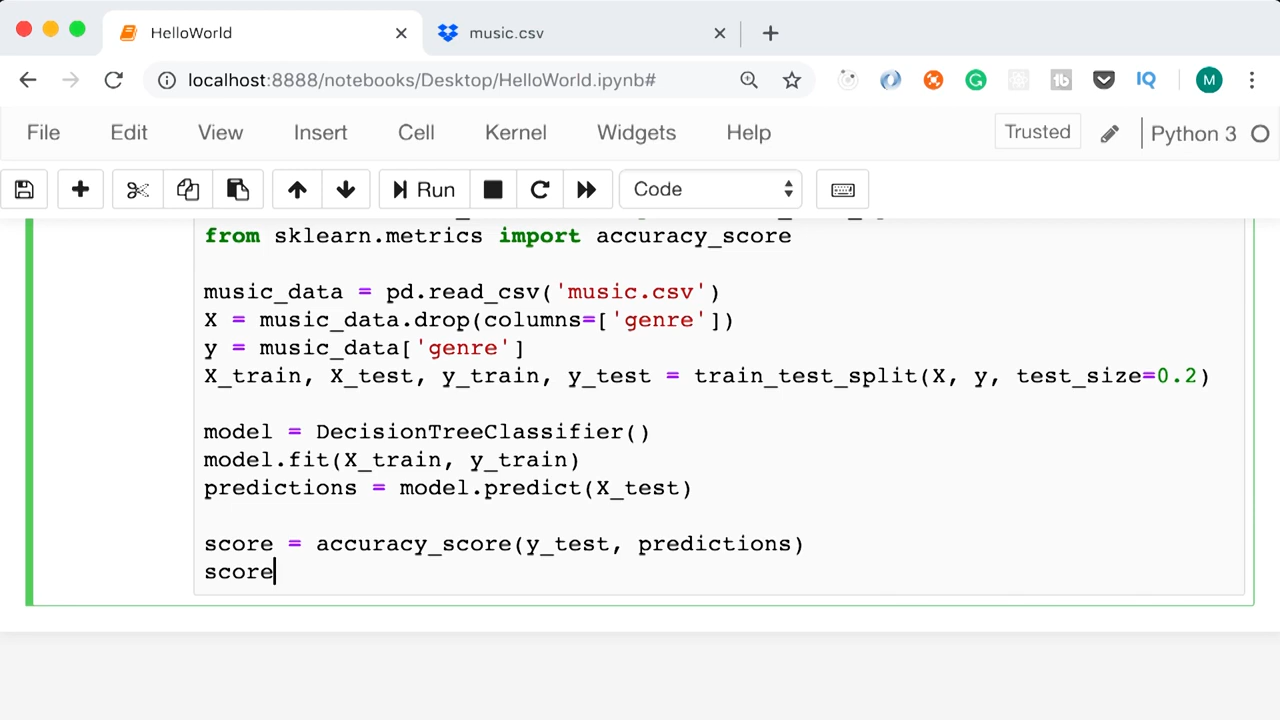 HelloWorld
music.csv
localhost:8888/notebooks/Desktop/HelloWorld.ipynb#
1b
IQ
M
File Edit View Insert Cell Kernel Widgets Help
Trusted
Python 3
Run
Code
from sklearn.metrics import accuracy_score
music_data = pd.read_csv('music.csv')
X = music_data.drop(columns=['genre'])
y = music_data['genre']
X_train, X_test, y_train, y_test = train_test_split(X, y, test_size=0.2)
model = DecisionTreeClassifier()
model.fit(X_train, y_train)
predictions = model.predict(X_test)
score = accuracy_score(y_test, predictions)
score